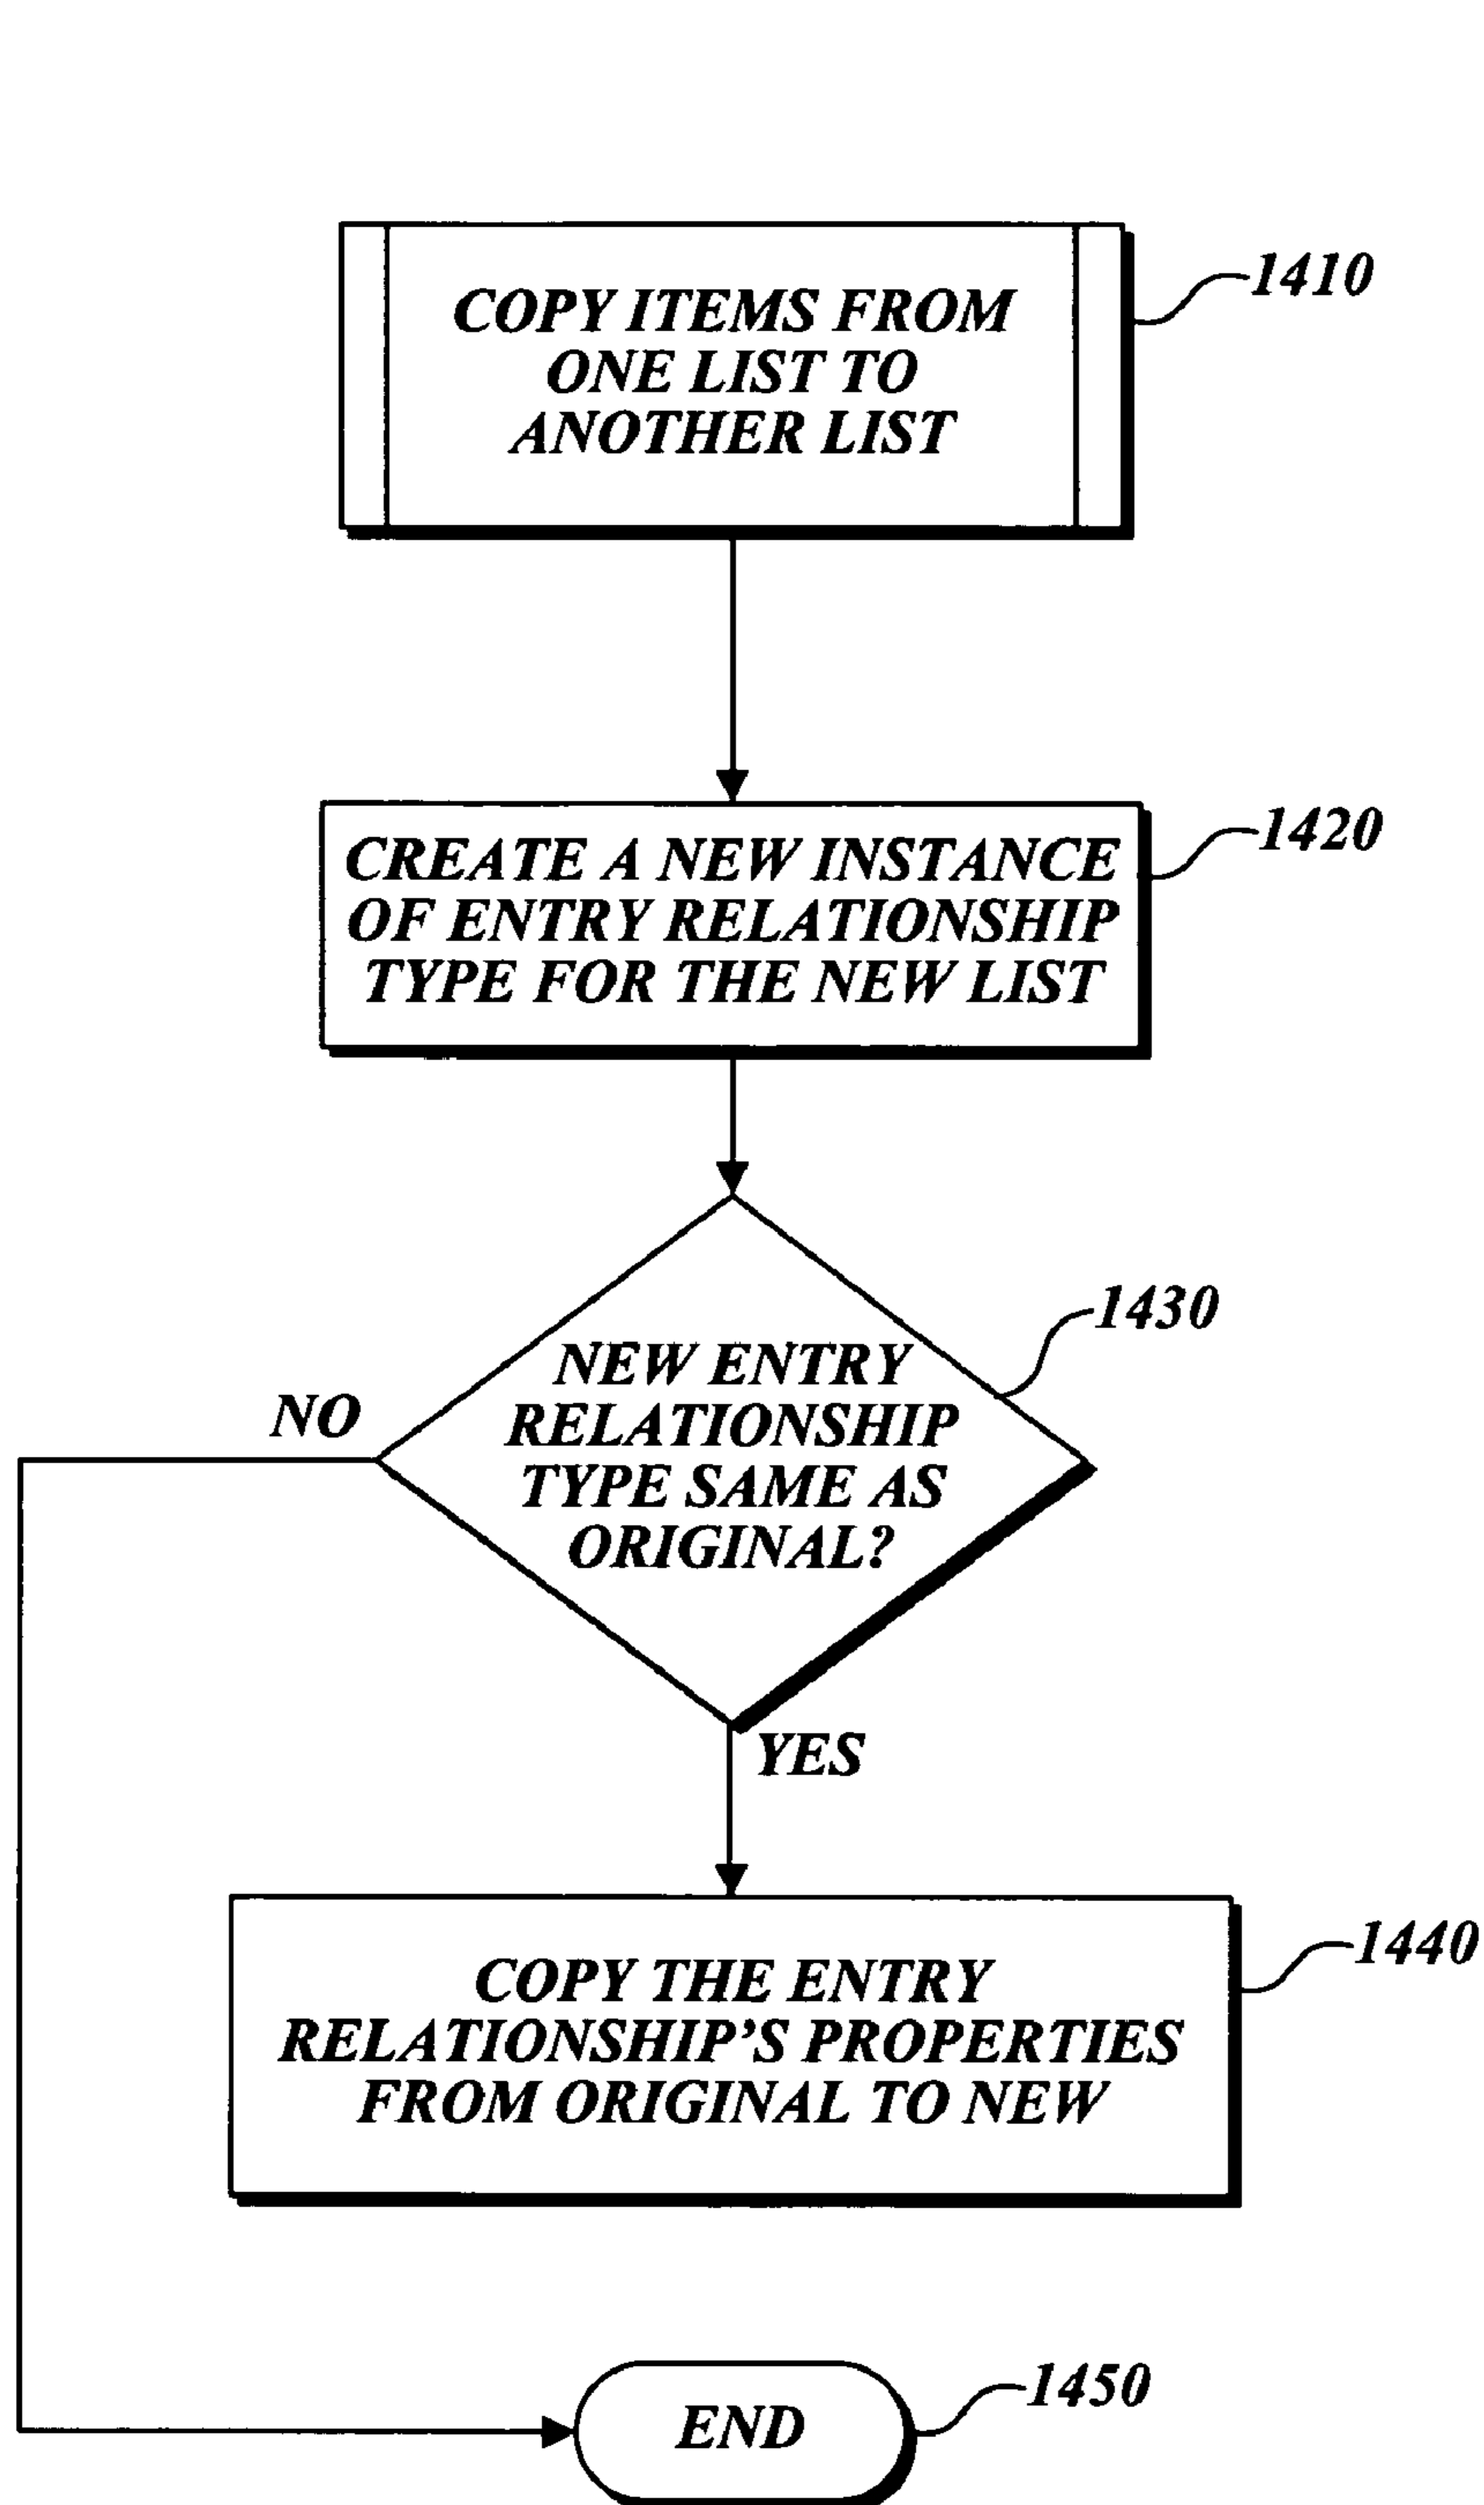 COPY ITEMS FROM
ONE LIST TO
ANOTHER LIST
1410
CREATE A NEW INSTANCE
OF ENTRY RELATIONSHIP
TYPE FOR THE NEW LIST
1420
NEW ENTRY
RELATIONSHIP
TYPE SAME AS
ORIGINAL?
1430
NO
YES
COPY THE ENTRY
RELATIONSHIP'S PROPERTIES
FROM ORIGINAL TO NEW
1440
END
1450